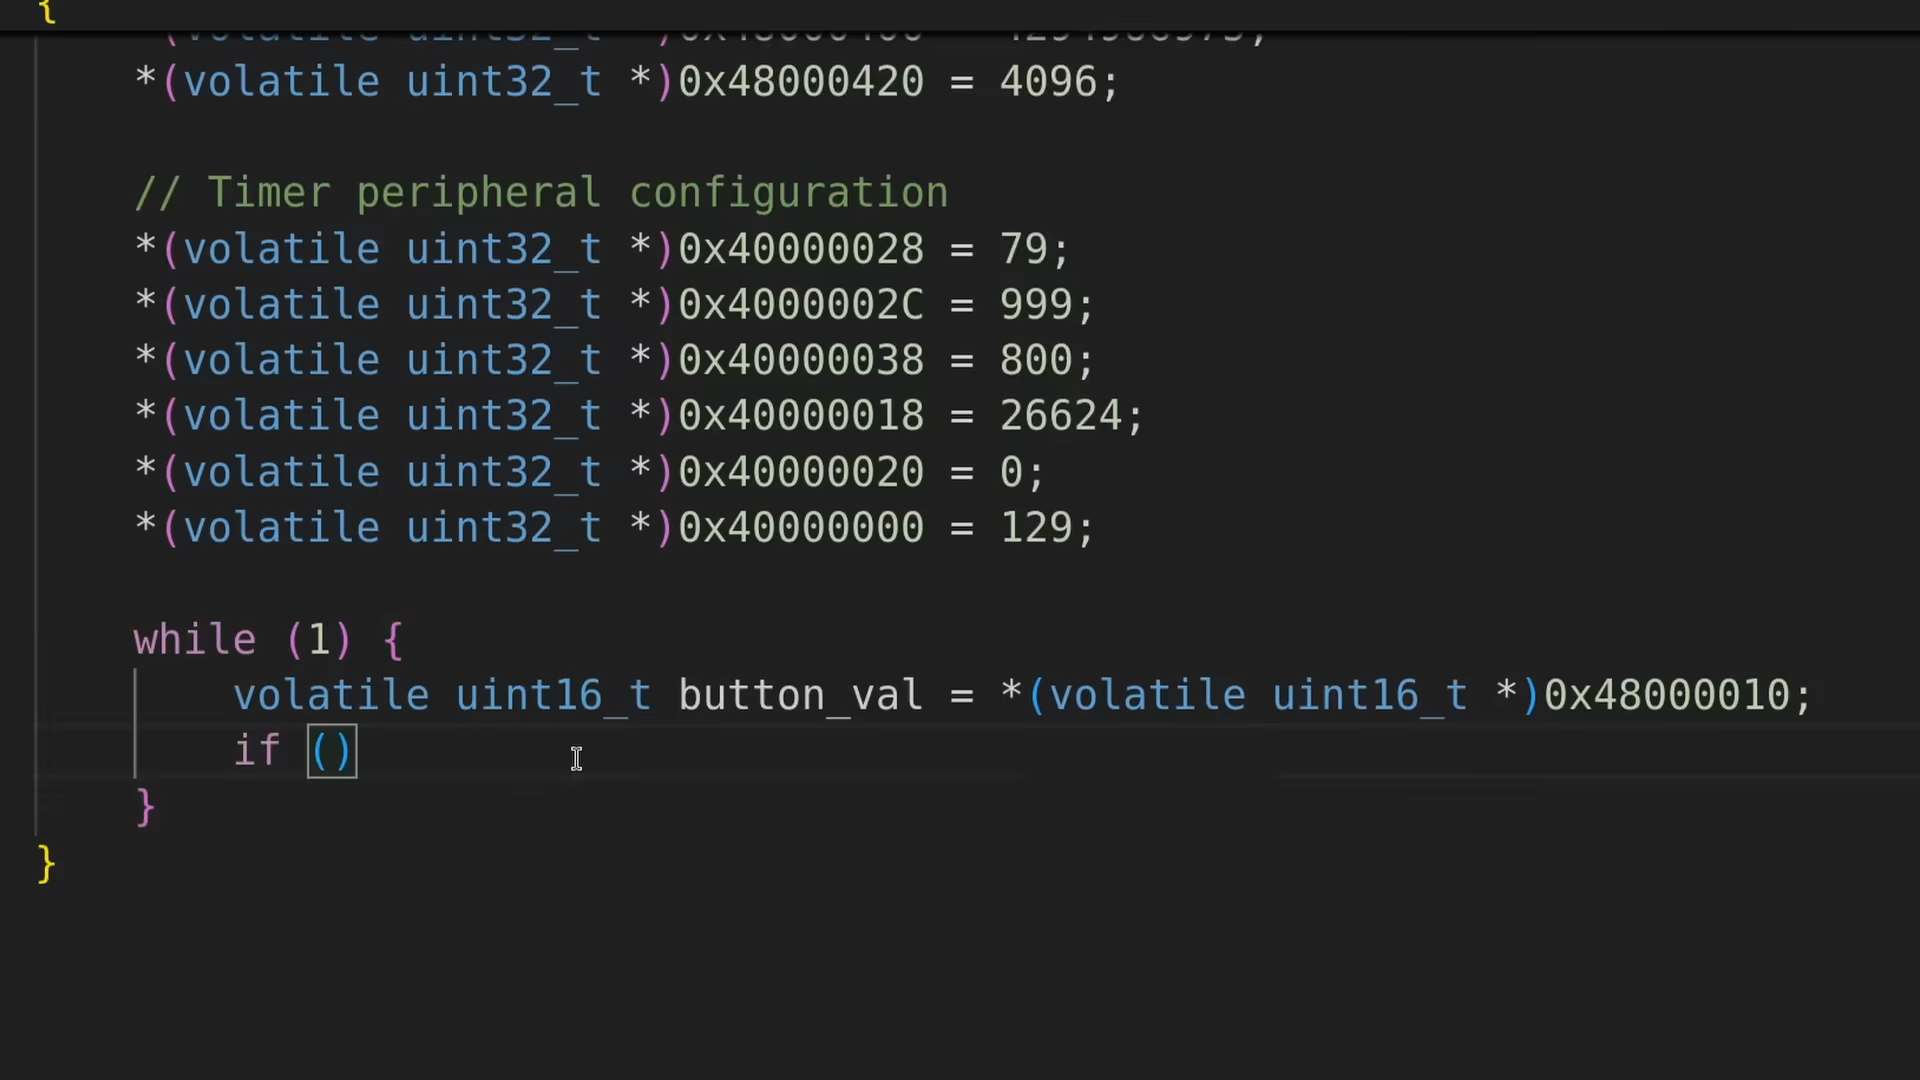 {
*(volatile uint32_t *)0x48000420 = 4096;
// Timer peripheral configuration
*(volatile uint32_t *)0x40000028 = 79;
*(volatile uint32_t *)0x4000002C = 999;
*(volatile uint32_t *)0x40000038 = 800;
*(volatile uint32_t *)0x40000018 = 26624;
*(volatile uint32_t *)0x40000020 = 0;
*(volatile uint32_t *)0x40000000 = 129;
while (1) {
volatile uint16_t button_val = *(volatile uint16_t *)0x48000010;
if ()
}
}